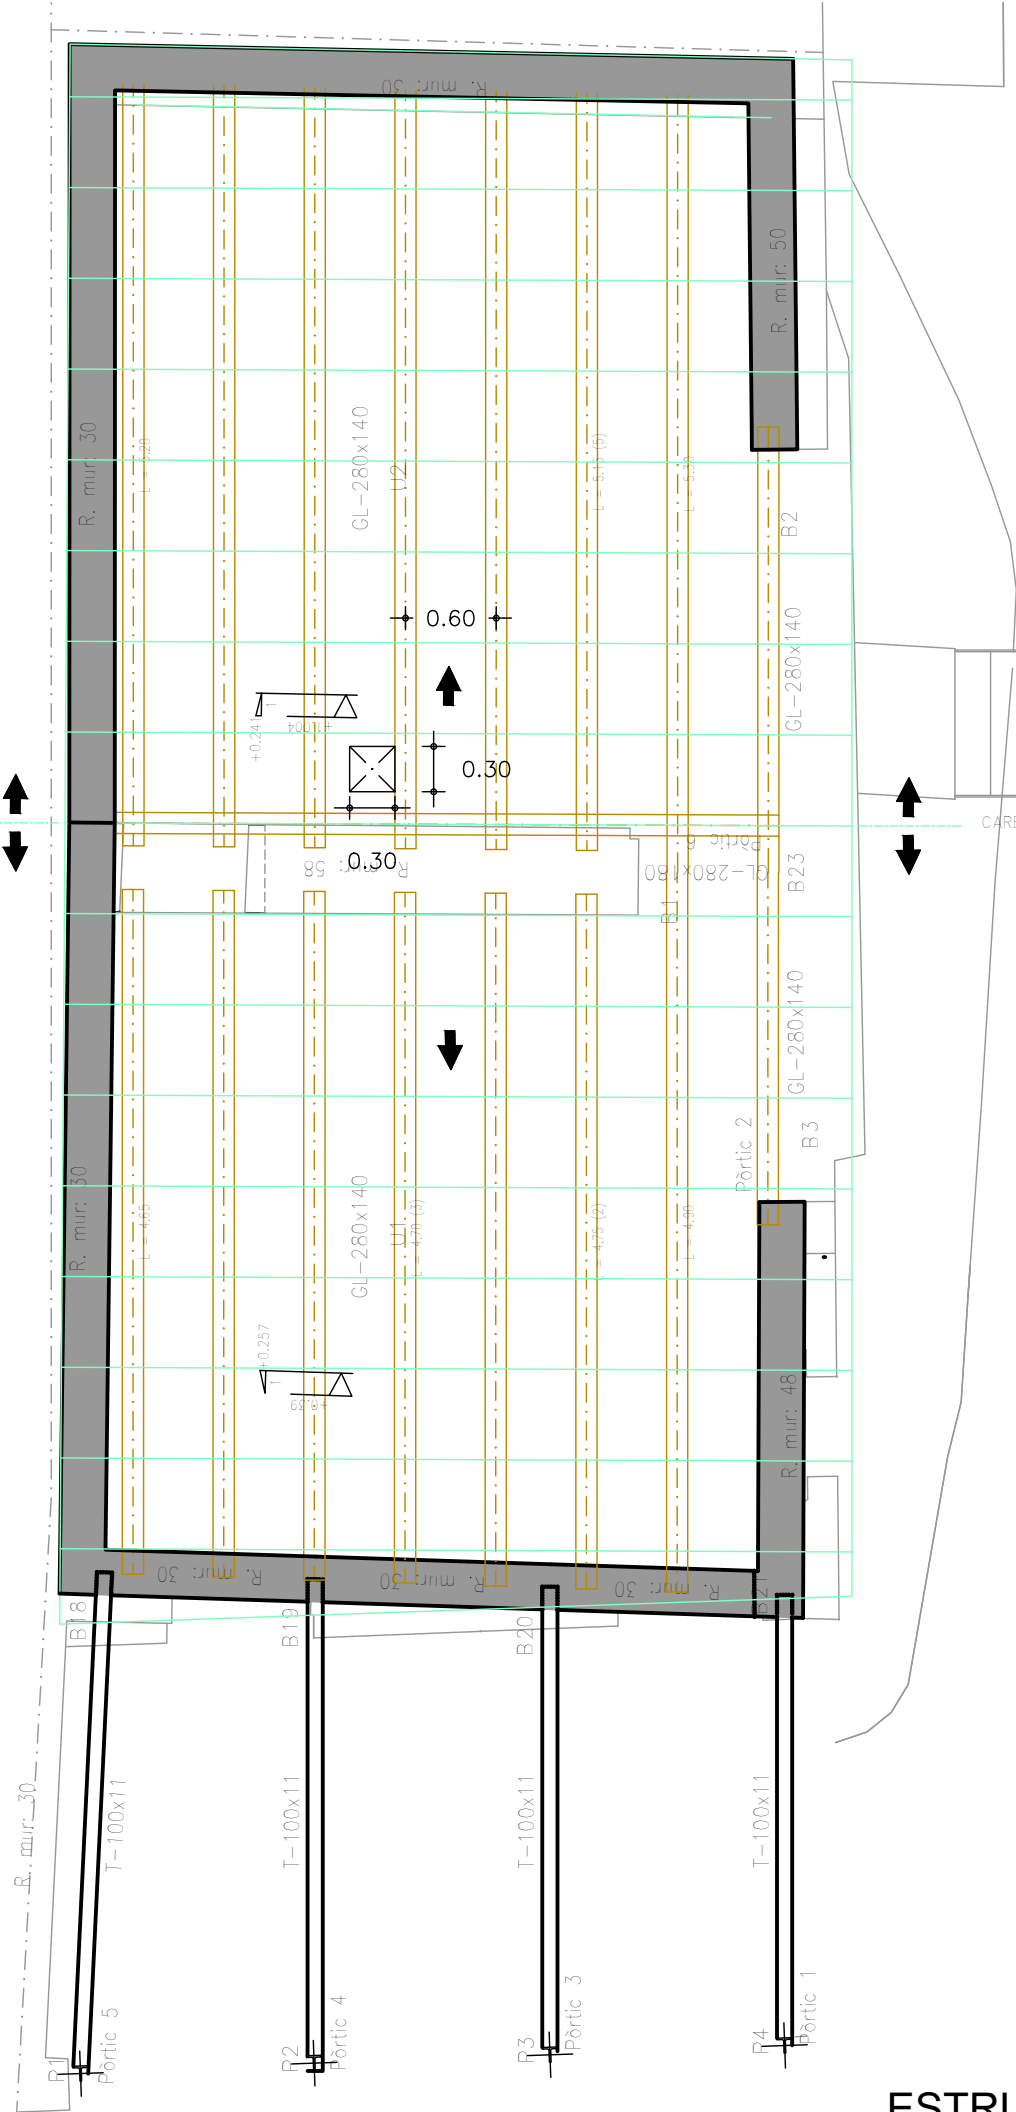 R. mur: 30
R. mur: 50
R. mur: 30
L = 5.20
GL-280x140
U2
L = 5.15 (5)
L = 5.30
B2
0.60
GL-280x140
+0.241
1
+1.004
0.30
CARE
Pòrtic 6
0.30
R. mur: 58
GL-280x180
B23
B1
GL-280x140
Pòrtic 2
B3
R. mur: 30
L = 4.65
GL-280x140
U1
L = 4.70 (3)
L = 4.75 (2)
L = 4.90
+0.257
1
+0.39
R. mur: 48
R. mur: 30
R. mur: 30
R. mur: 30
B18
B19
B20
B21
R. mur: 30
T-100x11
T-100x11
T-100x11
T-100x11
R1
Pòrtic 5
R2
Pòrtic 4
R3
Pòrtic 3
R4
Pòrtic 1
ESTRU